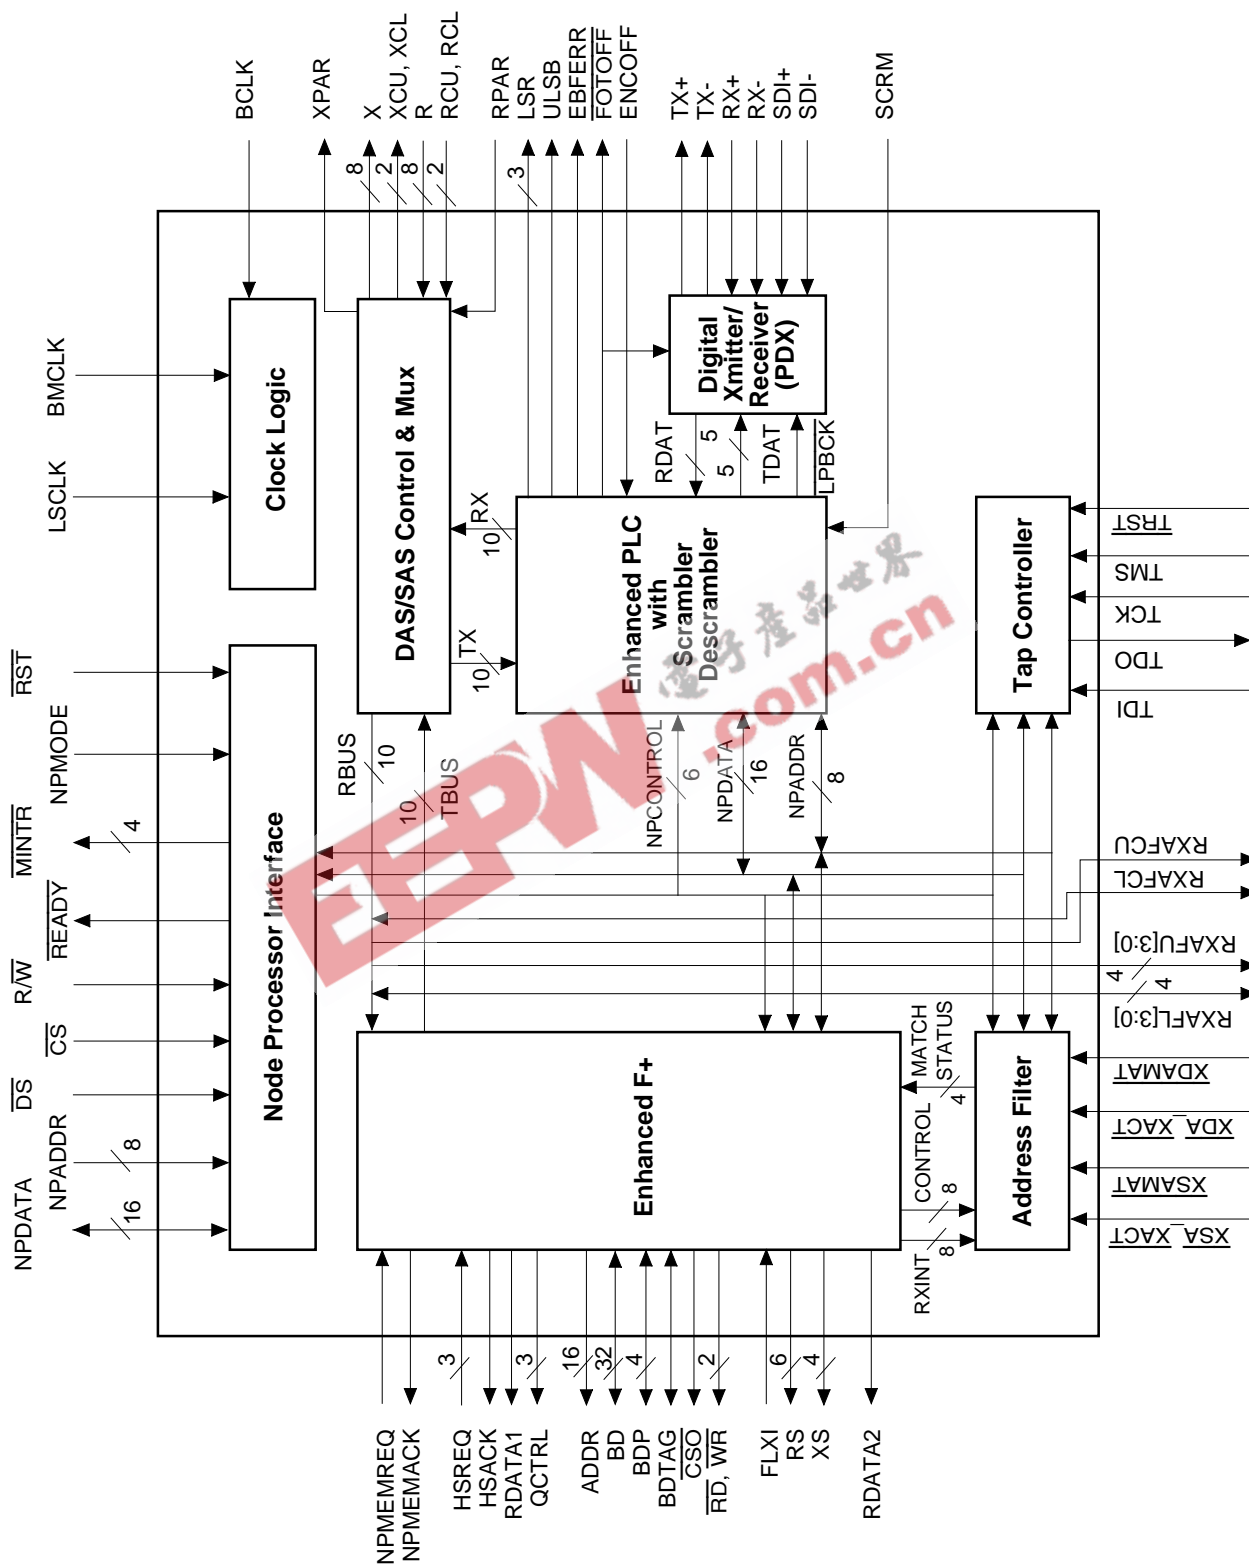 NPDATA
NPADDR
DS
CS
R/W
READY
MINTR
NPMODE
RST
LSCLK
BMCLK
16
8
4
Node Processor Interface
Clock Logic
BCLK
XPAR
X
XCU, XCL
R
RCU, RCL
RPAR
LSR
ULSB
EBFERR
FOTOFF
ENCOFF
TX+
TX-
RX+
RX-
SDI+
SDI-
SCRM
8
2
8
2
3
DAS/SAS Control & Mux
RBUS
10
10
TBUS
10
TX
10
RX
Enhanced PLC
with
Scrambler
Descrambler
RDAT
5
5
TDAT
LPBCK
Digital
Xmitter/
Receiver
(PDX)
NPCONTROL
6
NPDATA
16
NPADDR
8
Enhanced F+
MATCH
STATUS
4
CONTROL
8
RXINT
8
Address Filter
Tap Controller
NPMEMREQ
NPMEMACK
HSREQ
HSACK
RDATA1
QCTRL
ADDR
BD
BDP
BDTAG
CSO
RD, WR
FLXI
RS
XS
RDATA2
3
3
16
32
4
2
6
4
XSA_XACT
XSAMAT
XDA_XACT
XDAMAT
RXAFL[3:0]
RXAFU[3:0]
4
4
RXAFCL
RXAFCU
TDI
TDO
TCK
TMS
TRST
EEPW
.com.cn
電子產品世界